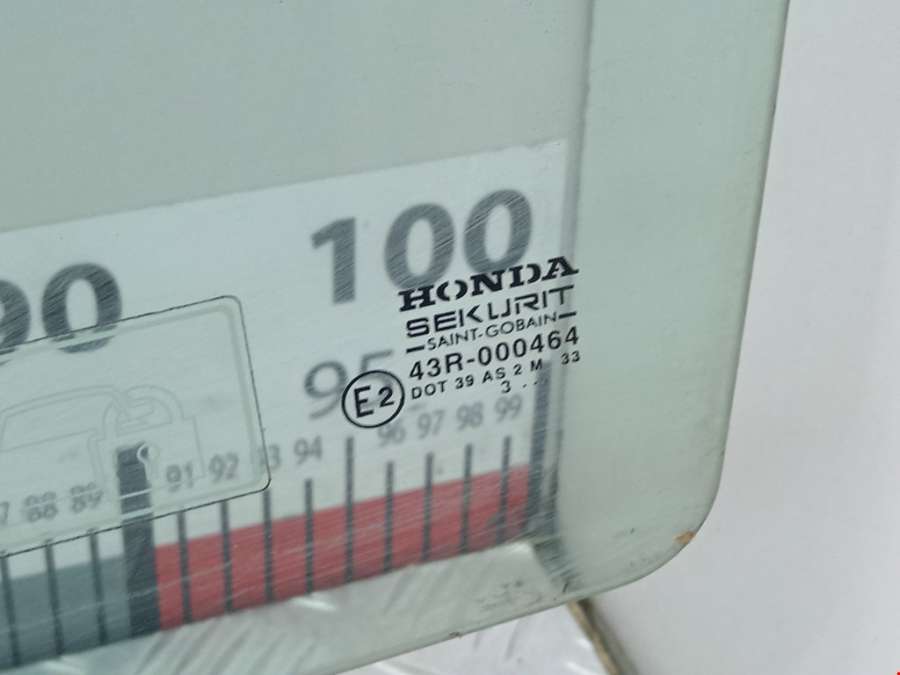 100
90
HONDA
SEKURIT
SAINT-GOBAIN
43R-000464
E2
DOT 39 AS 2 M 33
3 ...
95
96 97 98 99
91 92 93 94
88 89